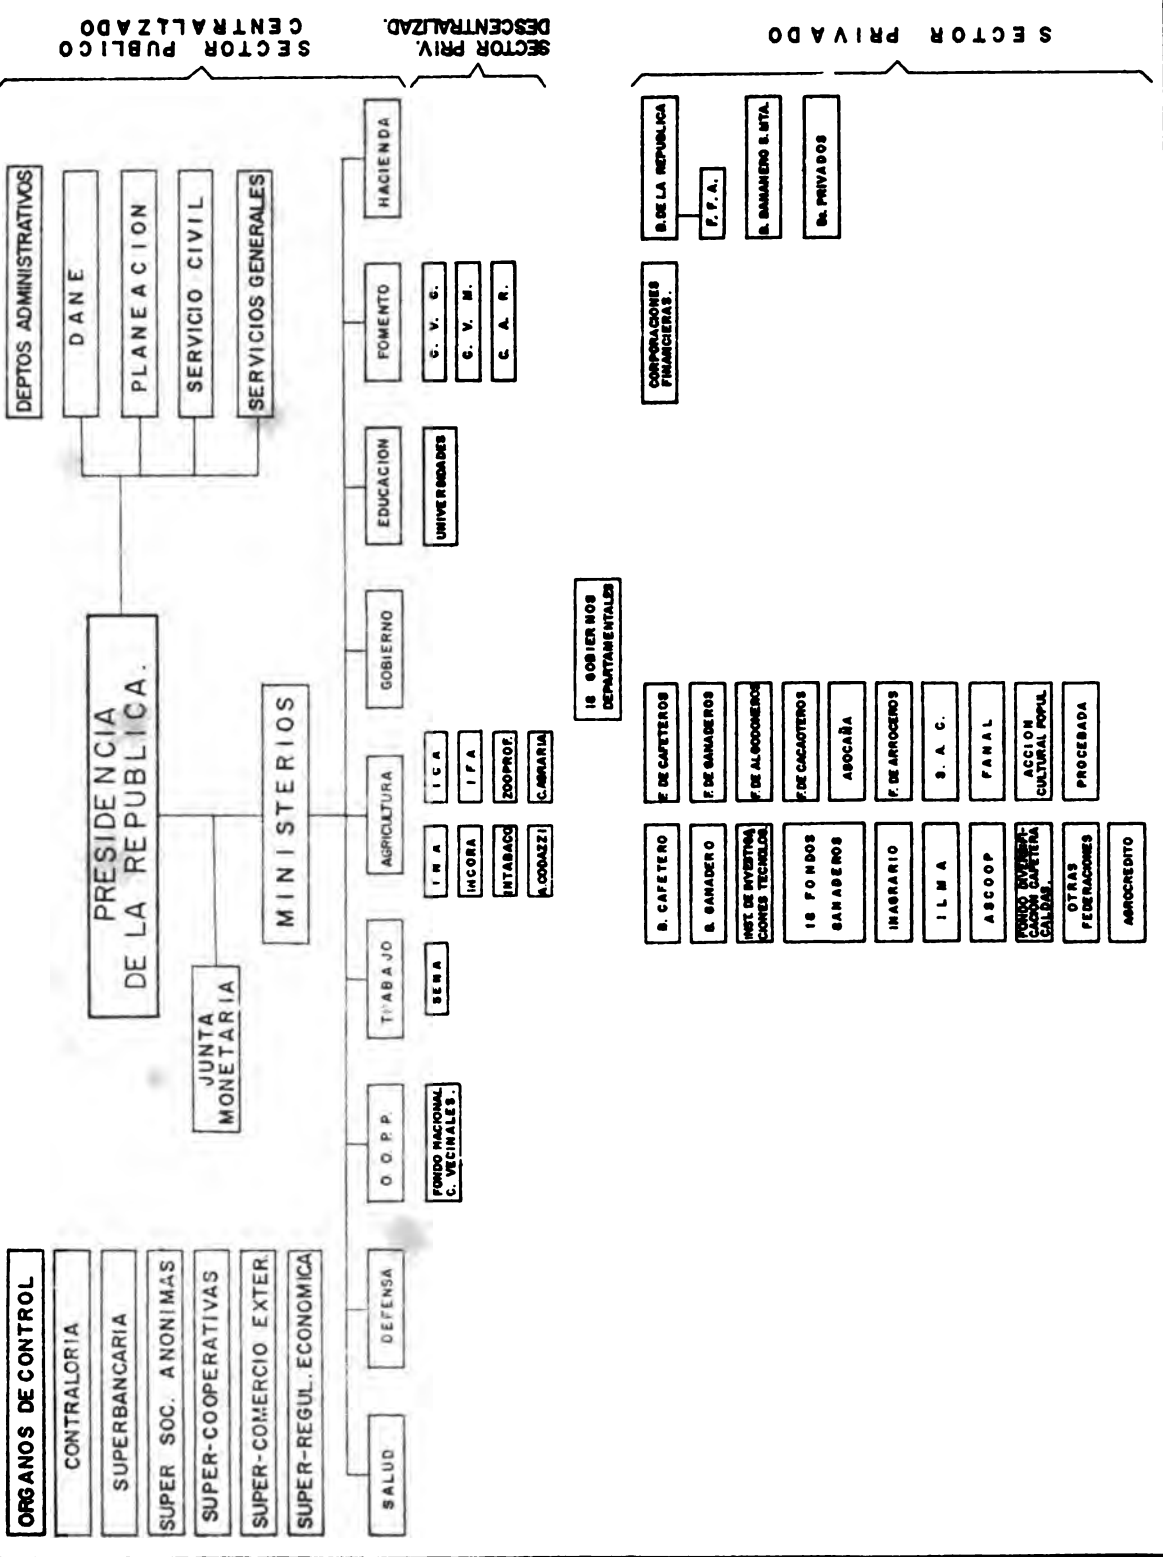 ORGANOS DE CONTROL
CONTRALORIA
SUPERBANCARIA
SUPER SOC. ANONIMAS
SUPER-COOPERATIVAS
SUPER-COMERCIO EXTER.
SUPER-REGUL. ECONOMICA
PRESIDENCIA
DE LA REPUBLICA.
JUNTA
MONETARIA
MINISTERIOS
DEPTOS ADMINISTRATIVOS
DANE
PLANEACION
SERVICIO CIVIL
SERVICIOS GENERALES
SECTOR PUBLICO
CENTRALIZADO
SALUD
DEFENSA
O O. P. P.
TRABAJO
AGRICULTURA
GOBIERNO
EDUCACION
FOMENTO
HACIENDA
SECTOR PRIV.
DESCENTRALIZAD.
FONDO NACIONAL
C. VECINALES.
SENA
INA
INCORA
INTABACO
A.CODAZZI
ICA
IFA
ZOOPROF.
C.AGRARIA
UNIVERSIDADES
C. V. C.
C. V. M.
C. A. R.
18 GOBIERNOS
DEPARTAMENTALES
SECTOR PRIVADO
B. CAFETERO
B. GANADERO
INST. DE INVESTIGA
CIONES TECNOLOG.
18 FONDOS
GANADEROS
INAGRARIO
ILMA
ASCOOP
FONDO DIVERSIFI-
CACION CAFETERA
CALDAS.
OTRAS
FEDERACIONES
AGROCREDITO
F. DE CAFETEROS
F. DE GANADEROS
F. DE ALGODONEROS
F. DE CACAOTEROS
ASOCAÑA
F. DE ARROCEROS
S. A. C.
FANAL
ACCION
CULTURAL POPUL.
PROCEBADA
CORPORACIONES
FINANCIERAS.
B. DE LA REPUBLICA
F. F. A.
B. BANANERO S. MTA.
Bs. PRIVADOS